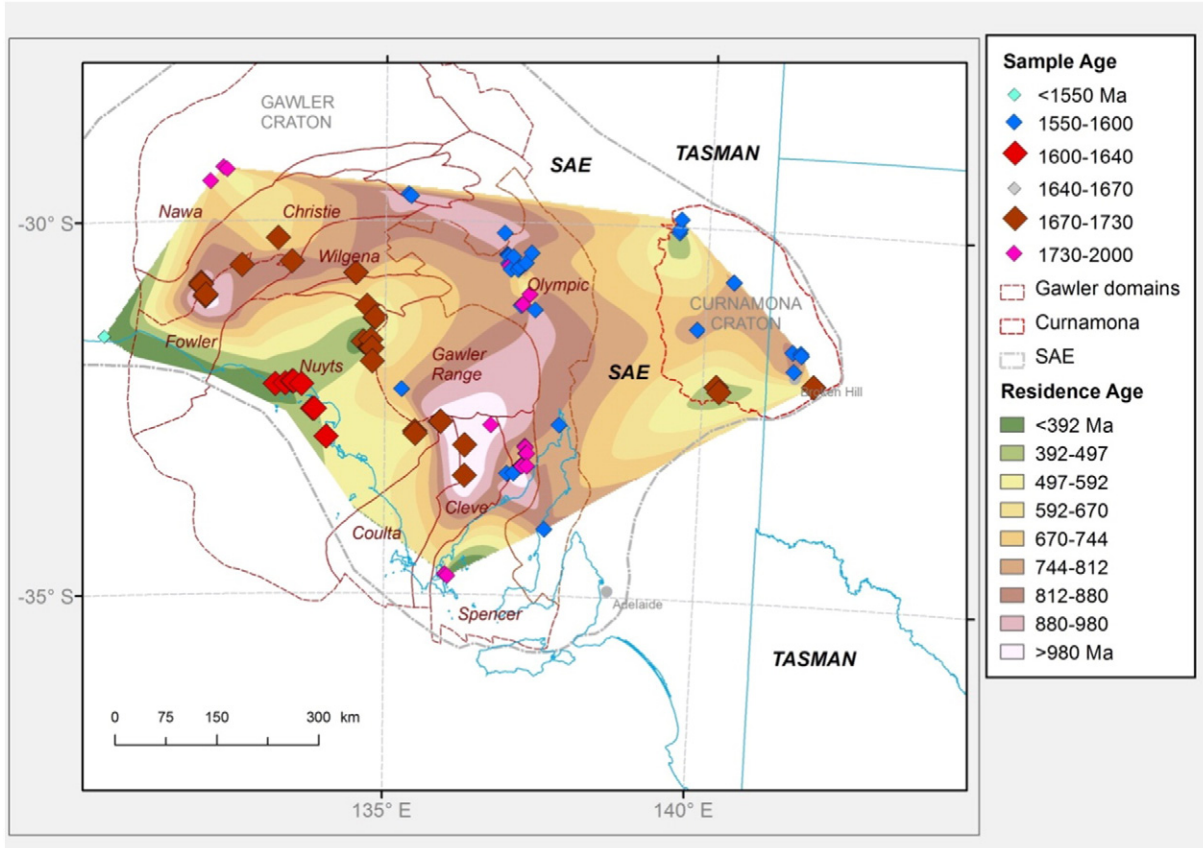 GAWLER
CRATON
SAE
TASMAN
Nawa
Christie
-30° S
Wilgena
Olympic
CURNAMONA
CRATON
Fowler
Nuyts
Gawler
Range
SAE
Broken Hill
Cleve
Coulta
-35° S
Spencer
Adelaide
TASMAN
0 75 150 300 km
135° E
140° E
Sample Age
<1550 Ma
1550-1600
1600-1640
1640-1670
1670-1730
1730-2000
Gawler domains
Curnamona
SAE
Residence Age
<392 Ma
392-497
497-592
592-670
670-744
744-812
812-880
880-980
>980 Ma